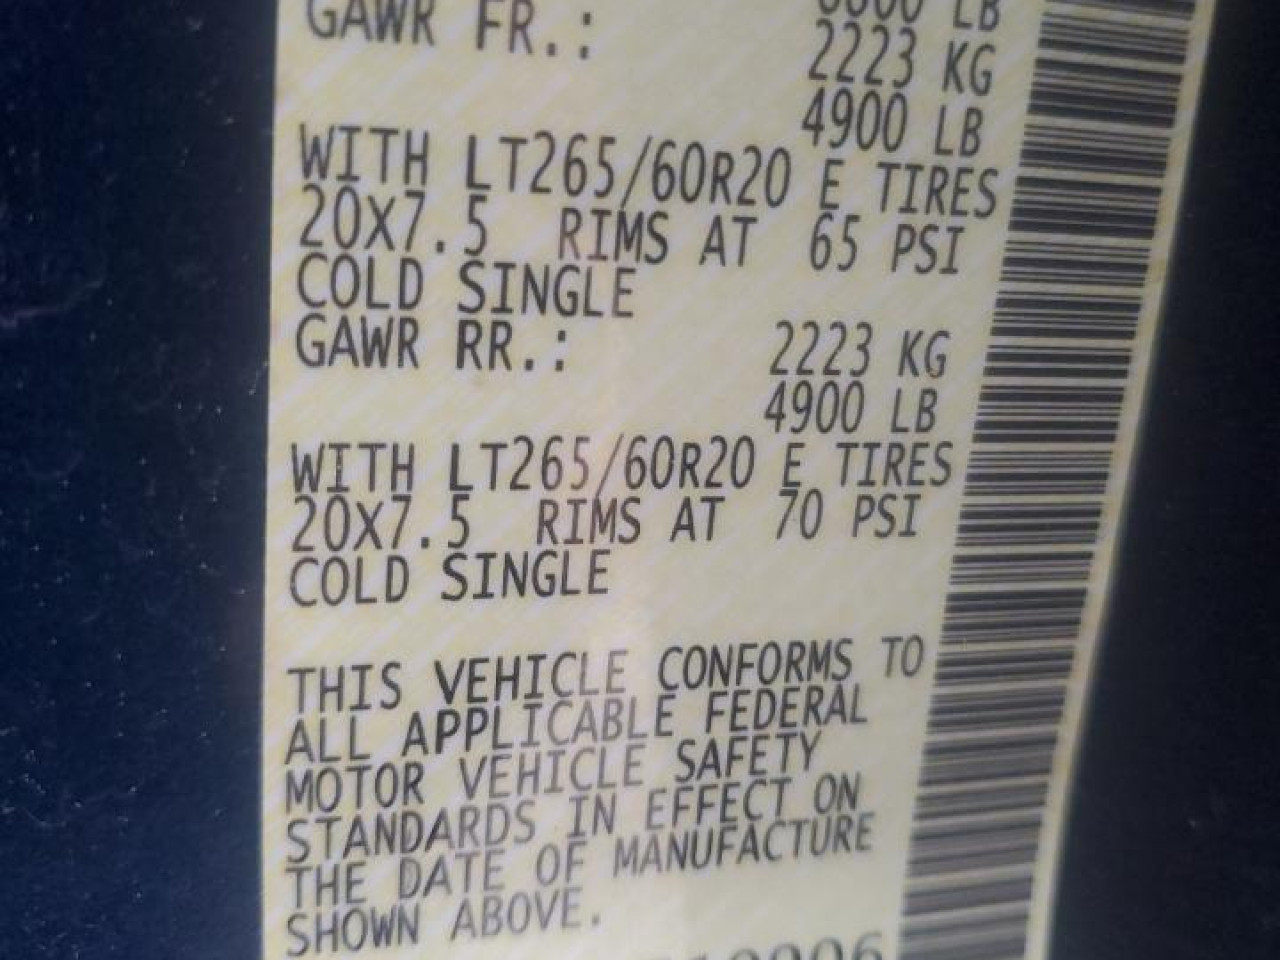 GAWR FR.: LB
2223 KG
4900 LB
WITH LT265/60R20 E TIRES
20X7.5 RIMS AT 65 PSI
COLD SINGLE
GAWR RR.: 2223 KG
4900 LB
WITH LT265/60R20 E TIRES
20X7.5 RIMS AT 70 PSI
COLD SINGLE
THIS VEHICLE CONFORMS TO
ALL APPLICABLE FEDERAL
MOTOR VEHICLE SAFETY
STANDARDS IN EFFECT ON
THE DATE OF MANUFACTURE
SHOWN ABOVE.